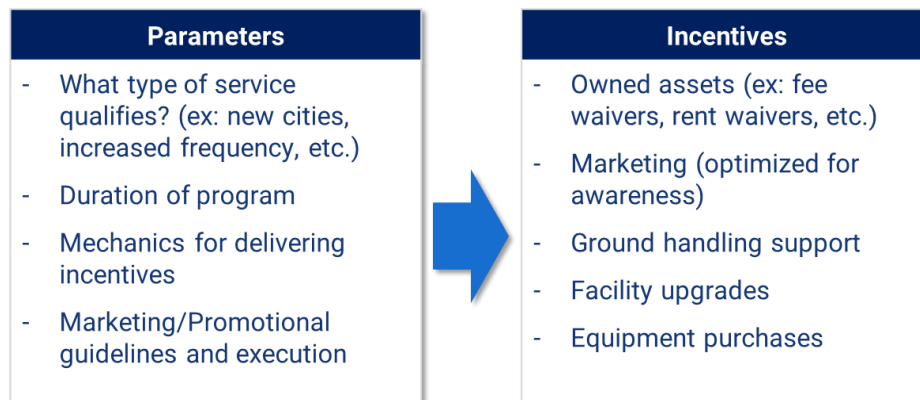 Parameters
- What type of service
qualifies? (ex: new cities,
increased frequency, etc.)
- Duration of program
- Mechanics for delivering
incentives
- Marketing/Promotional
guidelines and execution
Incentives
- Owned assets (ex: fee
waivers, rent waivers, etc.)
- Marketing (optimized for
awareness)
- Ground handling support
- Facility upgrades
- Equipment purchases